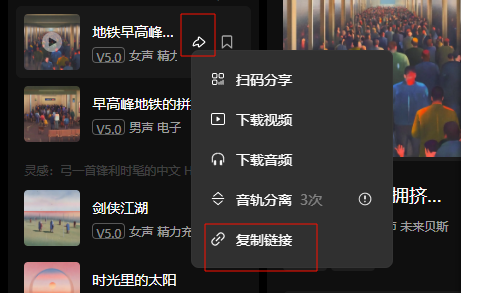 地铁早高峰...
V5.0 女声 精力
早高峰地铁的拼
V5.0 男声 电子
灵感：弓一首锋利时髦的中文 H
剑侠江湖
V5.0 女声 精力充
时光里的太阳
扫码分享
下载视频
下载音频
音轨分离 3次
复制链接
拥挤...
声 未来贝斯